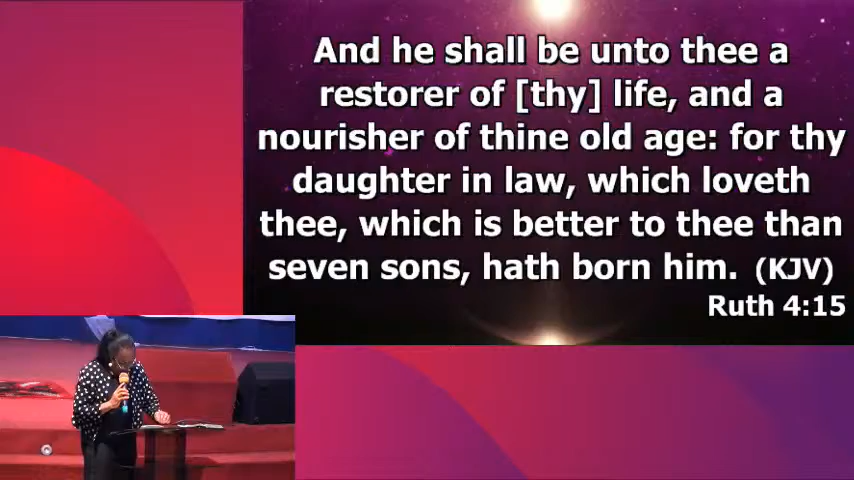 And he shall be unto thee a
restorer of [thy] life, and a
nourisher of thine old age: for thy
daughter in law, which loveth
thee, which is better to thee than
seven sons, hath born him. (KJV)
Ruth 4:15